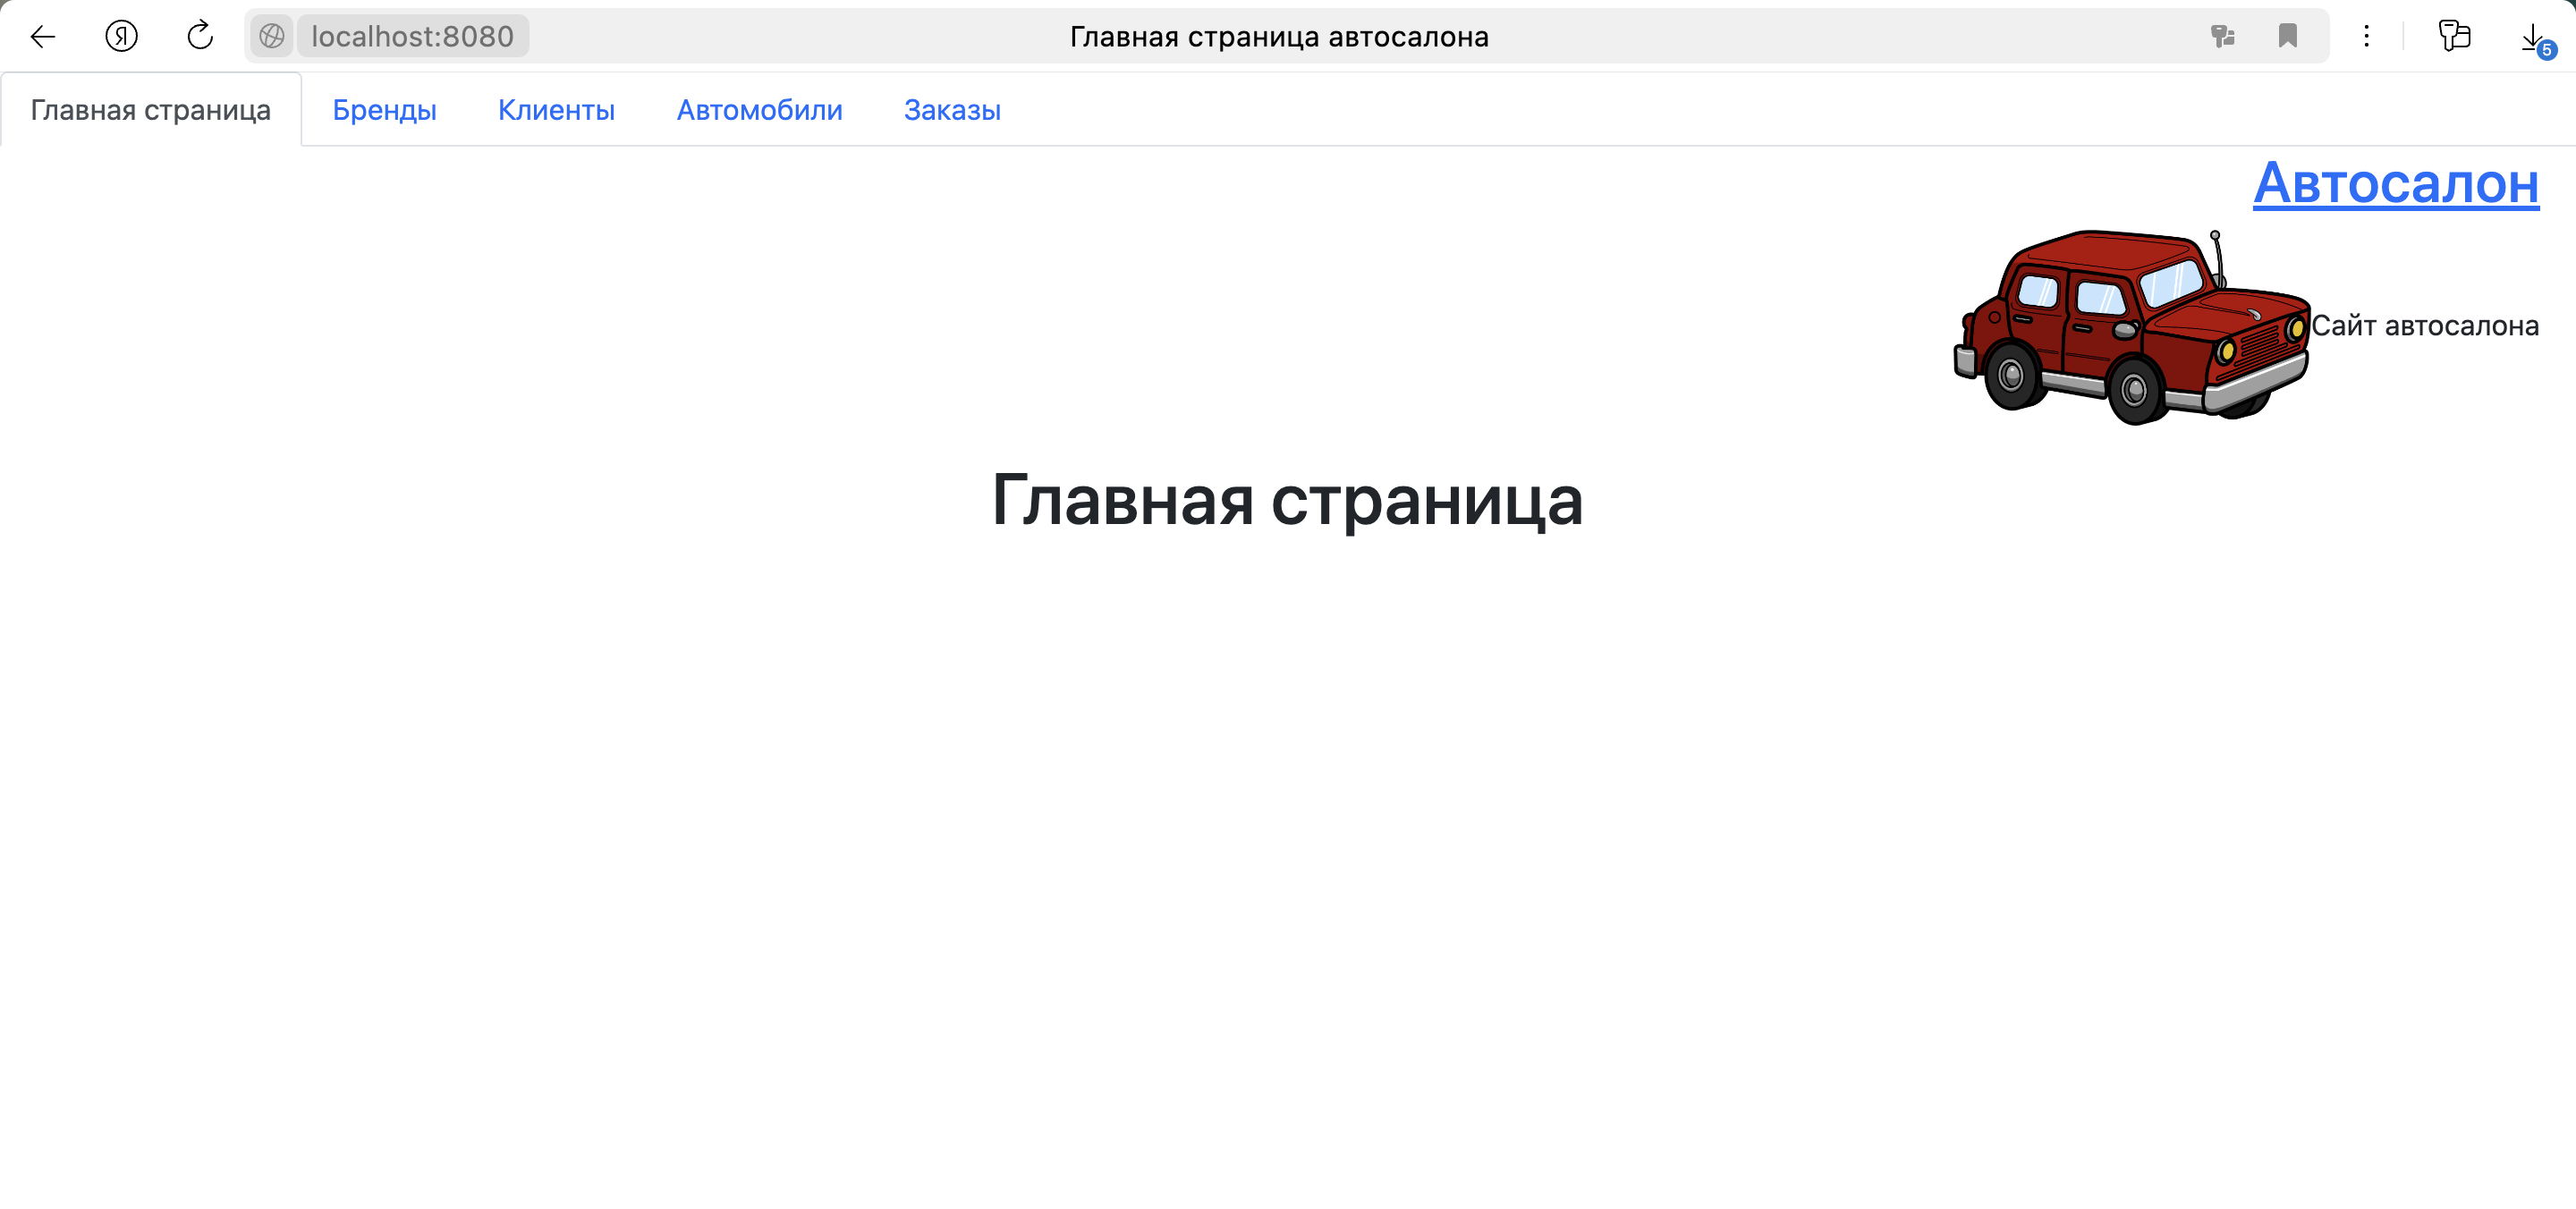 localhost:8080 Главная страница автосалона
5
Главная страница Бренды Клиенты Автомобили Заказы
Автосалон
Сайт автосалона
Главная страница